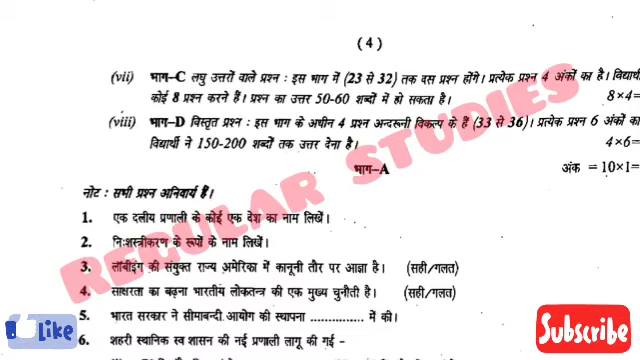 (4)
(vii) भाग-C लघु उत्तरों वाले प्रश्न : इस भाग में (23 से 32) तक दस प्रश्न होंगे। प्रत्येक प्रश्न 4 अंकों का है। विद्यार्थी
कोई 8 प्रश्न करने हैं। प्रश्न का उत्तर 50-60 शब्दों में हो सकता है। 8×4=
(viii) भाग-D विस्तृत प्रश्न : इस भाग के अधीन 4 प्रश्न अन्दरूनी विकल्प के हैं (33 से 36)। प्रत्येक प्रश्न 6 अंकों का
विद्यार्थी ने 150-200 शब्दों तक उत्तर देना है। 4×6=
भाग-A अंक =10×1=
नोट : सभी प्रश्न अनिवार्य हैं।
1. एक दलीय प्रणाली के कोई एक देश का नाम लिखें।
2. निःशस्त्रीकरण के रूपों के नाम लिखें।
3. लॉबीइंग की संयुक्त राज्य अमेरिका में कानूनी तौर पर आज्ञा है। (सही/गलत)
4. साक्षरता का बढ़ना भारतीय लोकतन्त्र की एक मुख्य चुनौती है। (सही/गलत)
5. भारत सरकार ने सीमाबन्दी आयोग की स्थापना ................ में की।
6. शहरी स्थानिक स्व शासन की नई प्रणाली लागू की गई -
REGULAR STUDIES
Like
Subscribe